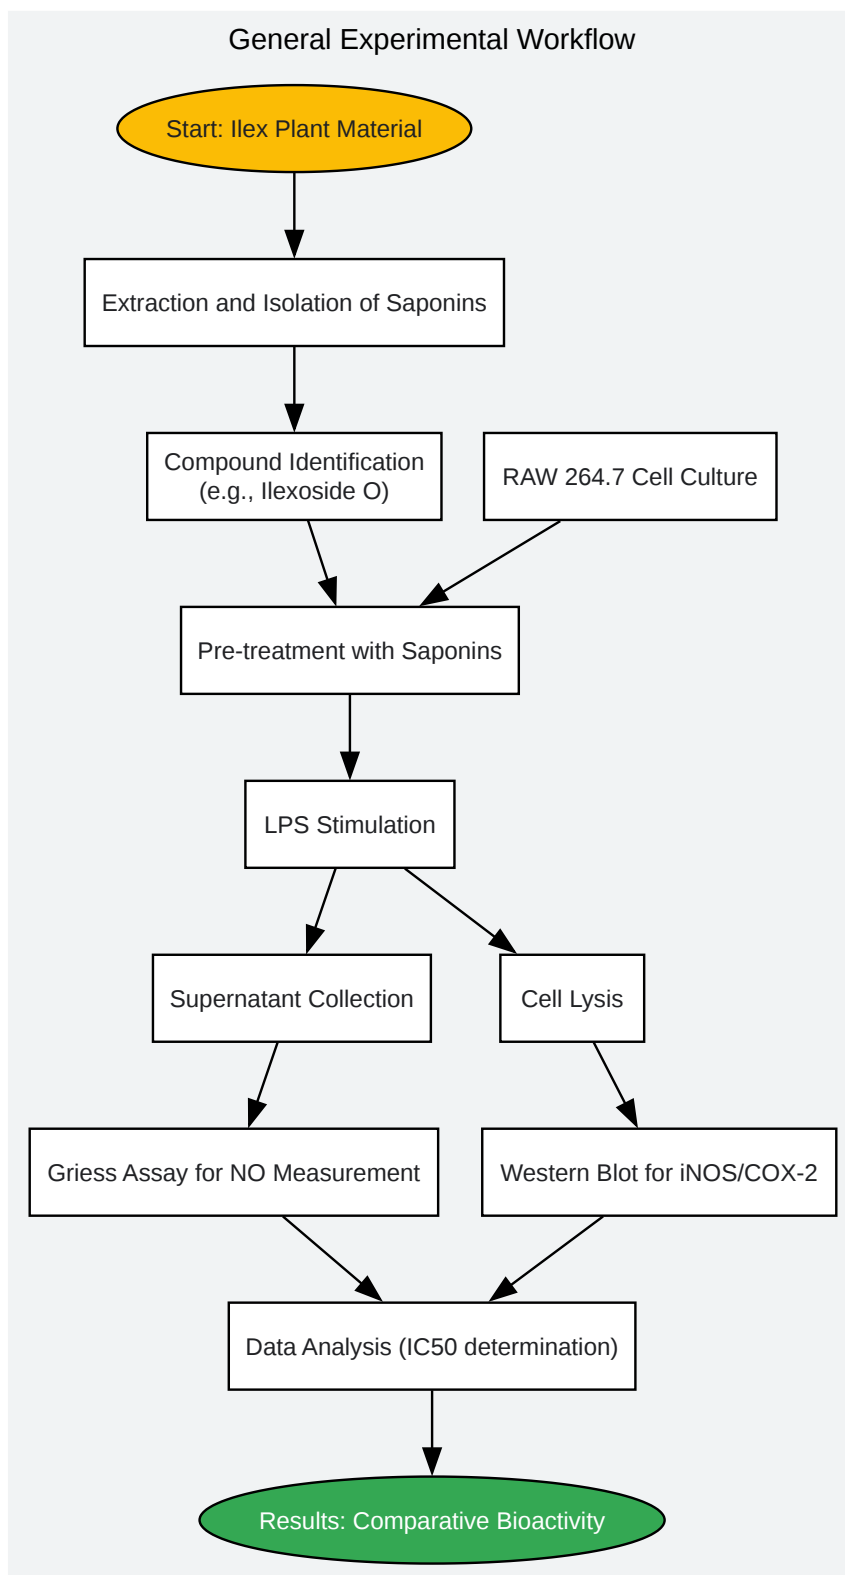 General Experimental Workflow
Start: Ilex Plant Material
Extraction and Isolation of Saponins
Compound Identification
(e.g., Ilexoside O)
RAW 264.7 Cell Culture
Pre-treatment with Saponins
LPS Stimulation
Supernatant Collection
Cell Lysis
Griess Assay for NO Measurement
Western Blot for iNOS/COX-2
Data Analysis (IC50 determination)
Results: Comparative Bioactivity